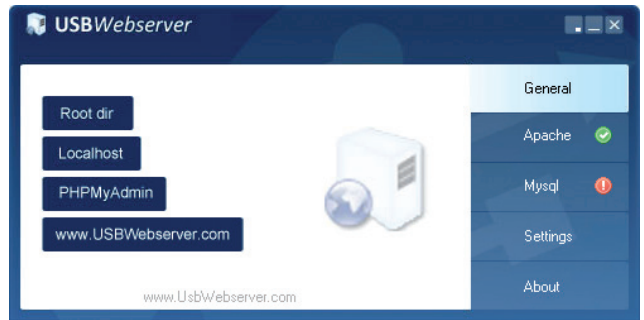 USBWebserver
General
Root dir
Apache
Localhost
Mysql
PHPMyAdmin
www.USBWebserver.com
Settings
About
www.UsbWebserver.com